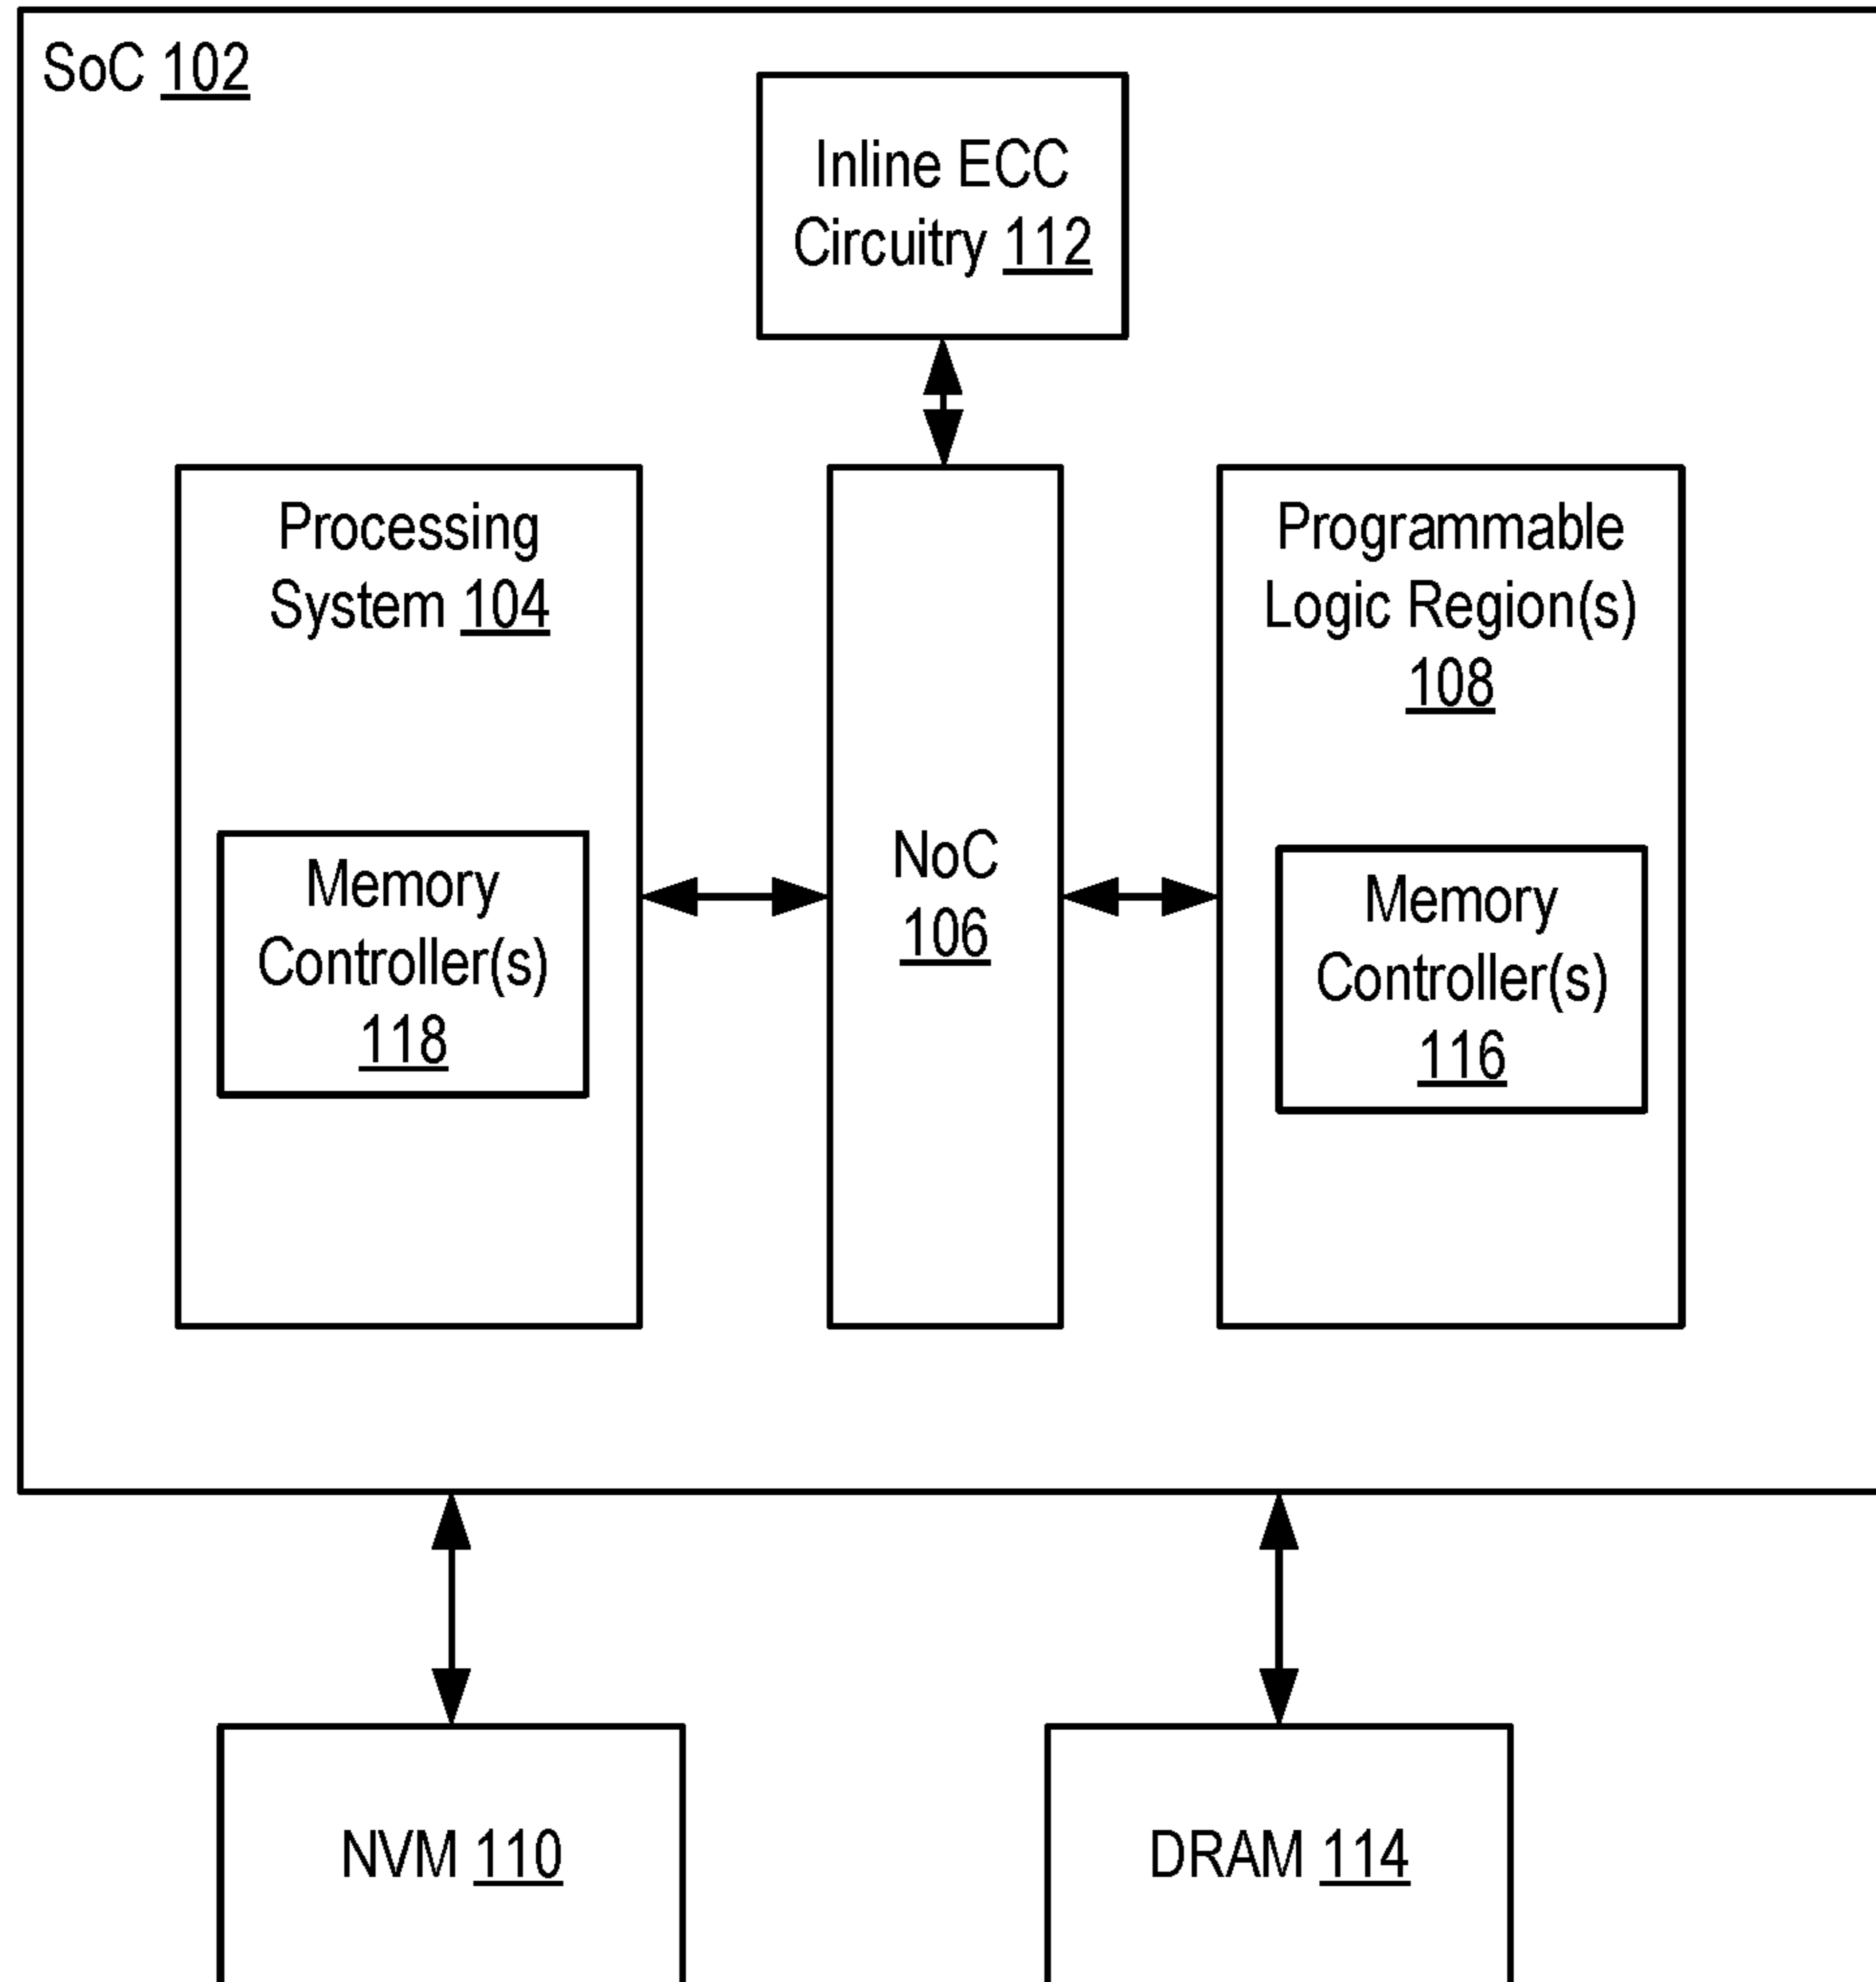 SoC 102
Inline ECC
Circuitry 112
Processing
System 104
Memory
Controller(s)
118
NoC
106
Programmable
Logic Region(s)
108
Memory
Controller(s)
116
NVM 110
DRAM 114